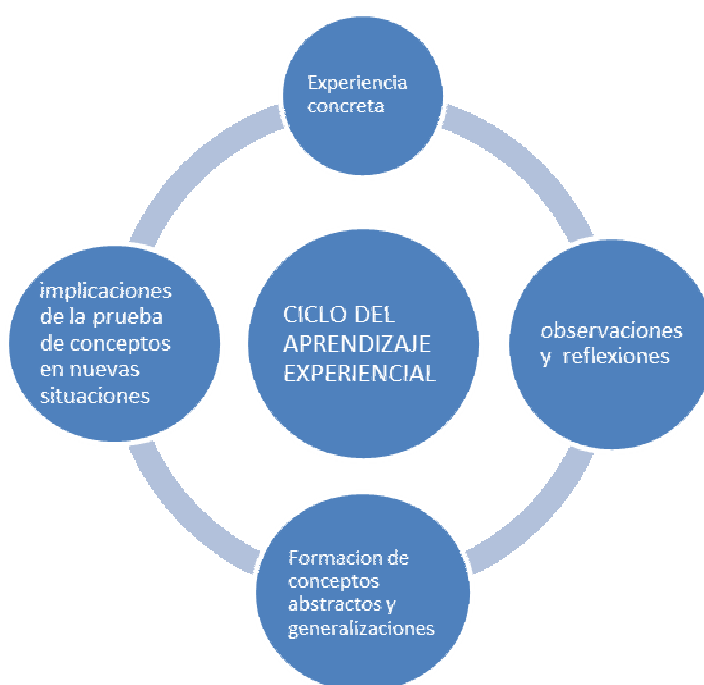 Experiencia
concreta
observaciones
y reflexiones
Formacion de
conceptos
abstractos y
generalizaciones
implicaciones
de la prueba
de conceptos
en nuevas
situaciones
CICLO DEL
APRENDIZAJE
EXPERIENCIAL